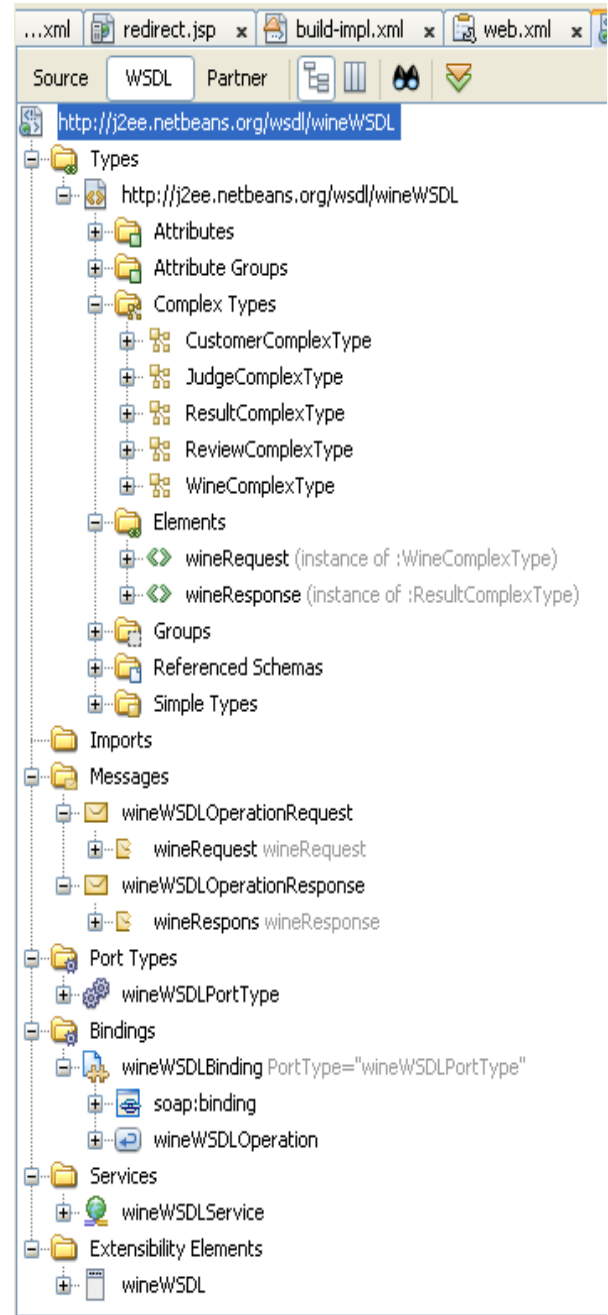 ...xml redirect.jsp x build-impl.xml x web.xml x
Source WSDL Partner
http://j2ee.netbeans.org/wsdl/wineWSDL
Types
http://j2ee.netbeans.org/wsdl/wineWSDL
Attributes
Attribute Groups
Complex Types
CustomerComplexType
JudgeComplexType
ResultComplexType
ReviewComplexType
WineComplexType
Elements
wineRequest (instance of :WineComplexType)
wineResponse (instance of :ResultComplexType)
Groups
Referenced Schemas
Simple Types
Imports
Messages
wineWSDLOperationRequest
wineRequest wineRequest
wineWSDLOperationResponse
wineRespons wineResponse
Port Types
wineWSDLPortType
Bindings
wineWSDLBinding PortType="wineWSDLPortType"
soap:binding
wineWSDLOperation
Services
wineWSDLService
Extensibility Elements
wineWSDL